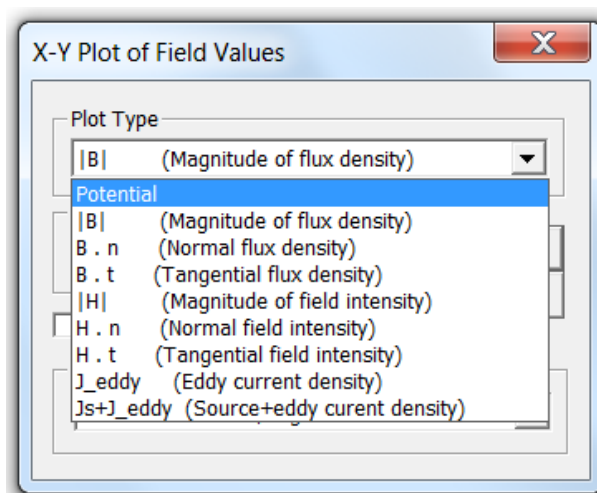 X-Y Plot of Field Values
X
Plot Type
|B| (Magnitude of flux density)
Potential
|B| (Magnitude of flux density)
B . n (Normal flux density)
B . t (Tangential flux density)
|H| (Magnitude of field intensity)
H . n (Normal field intensity)
H . t (Tangential field intensity)
J_eddy (Eddy current density)
Js+J_eddy (Source+eddy curent density)